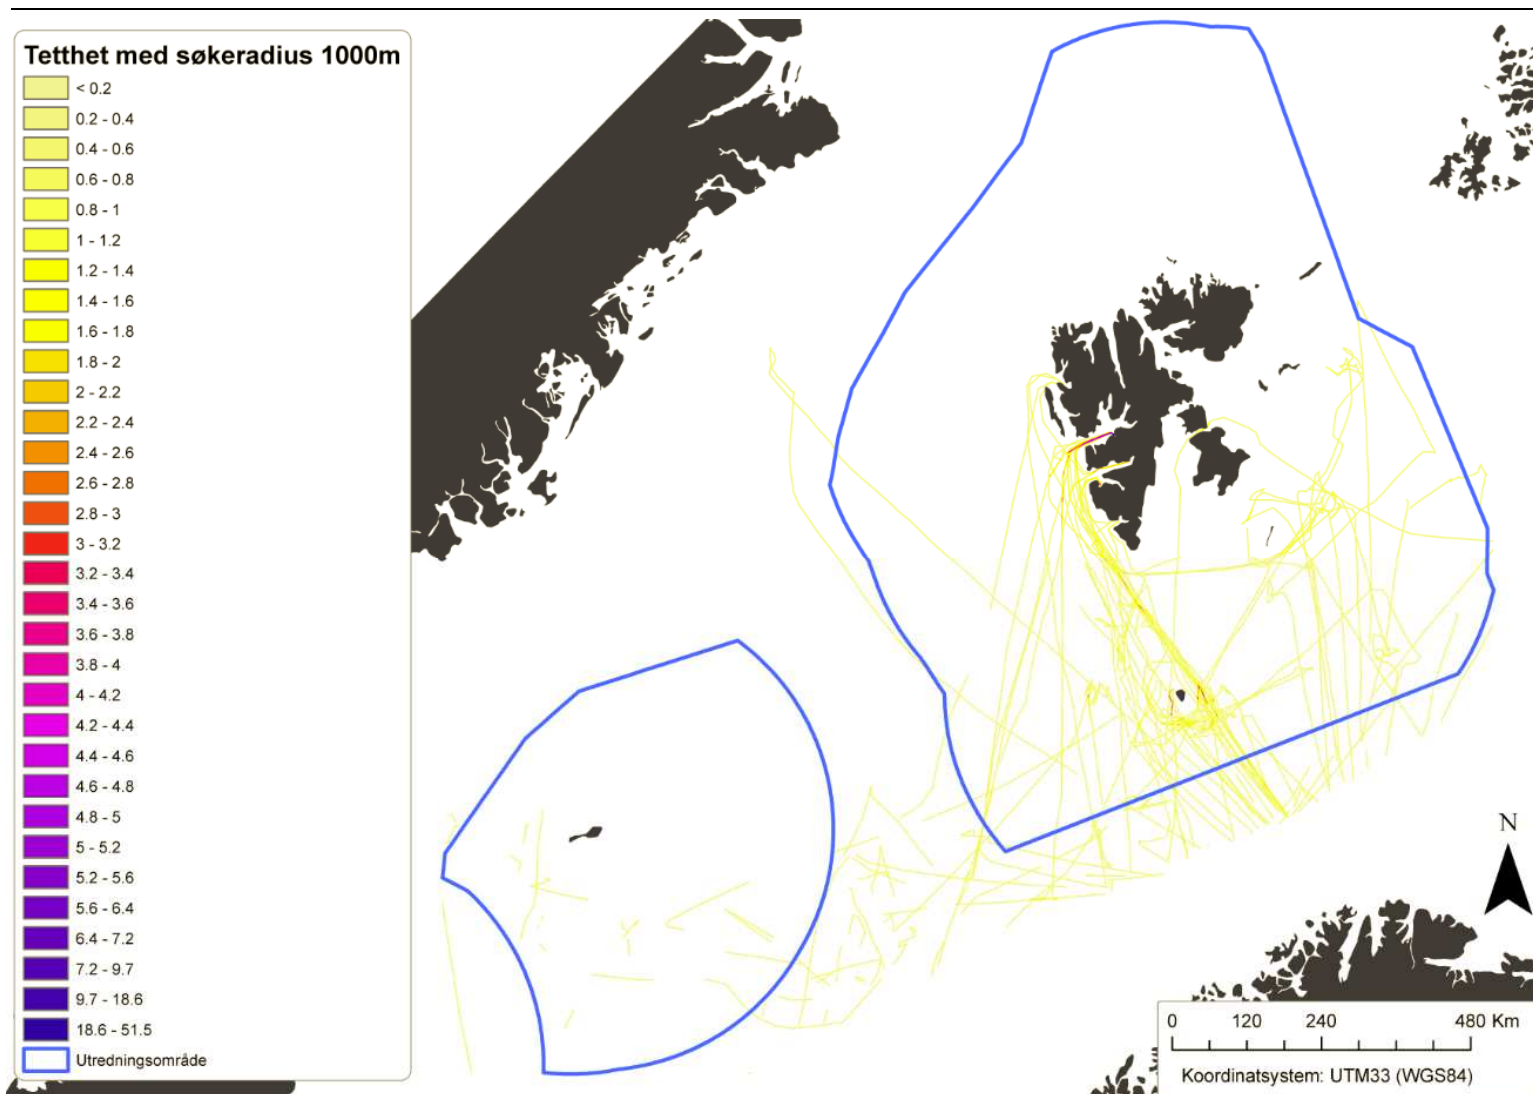 Tetthet med søkeradius 1000m
< 0.2
0.2 - 0.4
0.4 - 0.6
0.6 - 0.8
0.8 - 1
1 - 1.2
1.2 - 1.4
1.4 - 1.6
1.6 - 1.8
1.8 - 2
2 - 2.2
2.2 - 2.4
2.4 - 2.6
2.6 - 2.8
2.8 - 3
3 - 3.2
3.2 - 3.4
3.4 - 3.6
3.6 - 3.8
3.8 - 4
4 - 4.2
4.2 - 4.4
4.4 - 4.6
4.6 - 4.8
4.8 - 5
5 - 5.2
5.2 - 5.6
5.6 - 6.4
6.4 - 7.2
7.2 - 9.7
9.7 - 18.6
18.6 - 51.5
Utredningsområde
N
0 120 240 480 Km
Koordinatsystem: UTM33 (WGS84)